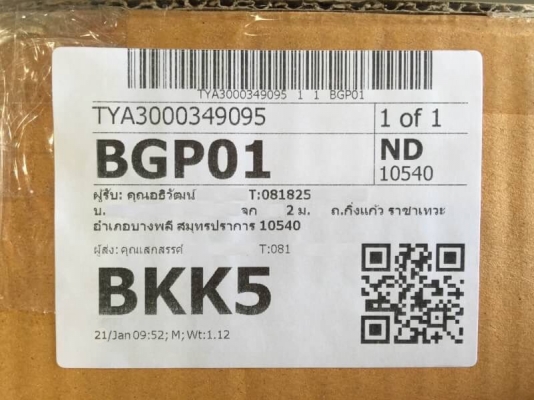 TYA3000349095 1 1 BGP01
TYA3000349095 1 of 1
BGP01 ND
10540
ผู้รับ: คุณอธิวัฒน์ T:081825
บ. จก 2 ม. ถ.กิ่งแก้ว ราชาเทวะ
อำเภอบางพลี สมุทรปราการ 10540
ผู้ส่ง: คุณแสกสรรค์ T:081
BKK5
21/Jan 09:52; M; Wt:1.12